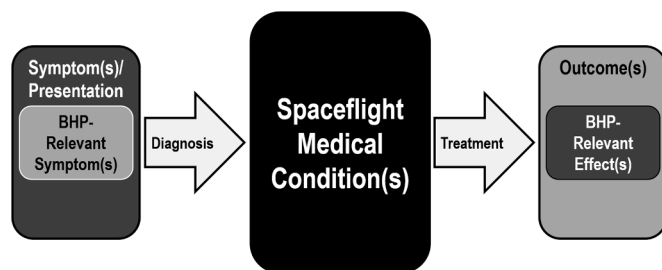 Symptom(s)/
Presentation
BHP-
Relevant
Symptom(s)
Diagnosis
Spaceflight
Medical
Condition(s)
Treatment
Outcome(s)
BHP-
Relevant
Effect(s)